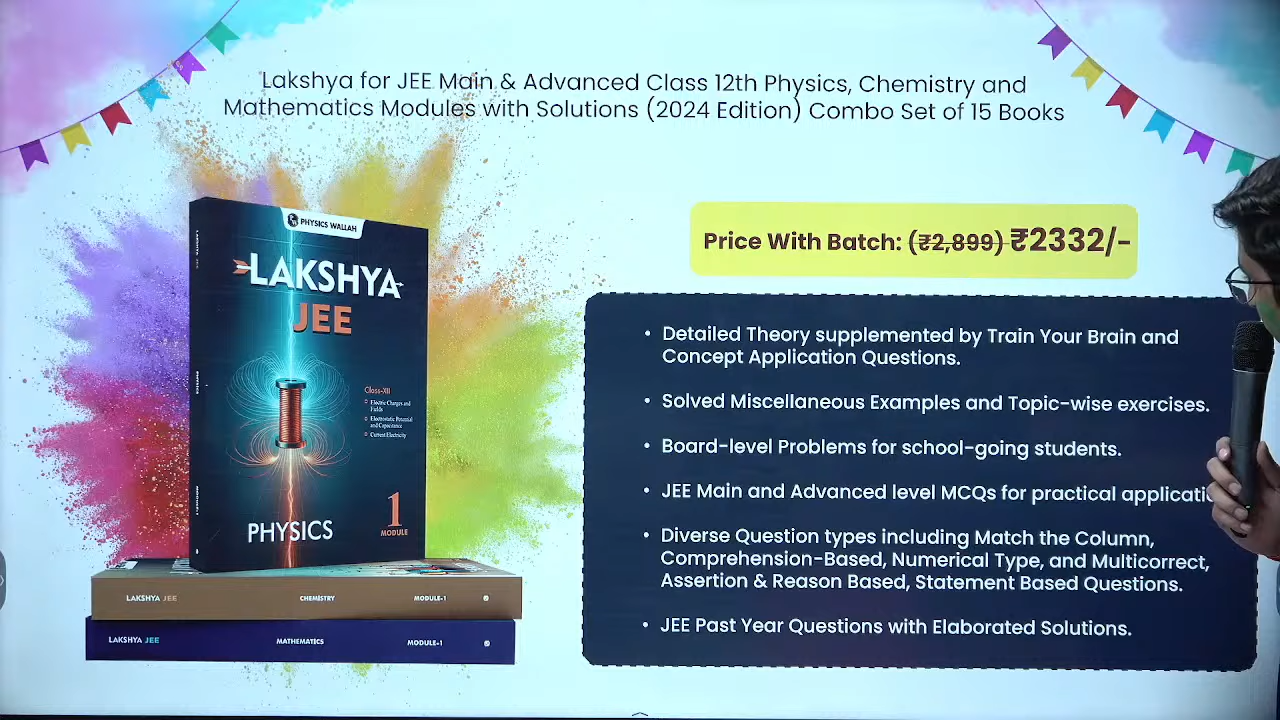 Lakshya for JEE Main & Advanced Class 12th Physics, Chemistry and
Mathematics Modules with Solutions (2024 Edition) Combo Set of 15 Books
PHYSICS WALLAH
LAKSHYA
JEE
Class-XII
Electric Charges and
Fields
Electrostatic Potential
and Capacitance
Current Electricity
PHYSICS
1
MODULE
LAKSHYA JEE CHEMISTRY MODULE-1
LAKSHYA JEE MATHEMATICS MODULE-1
Price With Batch: (₹2,899) ₹2332/-
• Detailed Theory supplemented by Train Your Brain and
Concept Application Questions.
• Solved Miscellaneous Examples and Topic-wise exercises.
• Board-level Problems for school-going students.
• JEE Main and Advanced level MCQs for practical applicati
• Diverse Question types including Match the Column,
Comprehension-Based, Numerical Type, and Multicorrect,
Assertion & Reason Based, Statement Based Questions.
• JEE Past Year Questions with Elaborated Solutions.